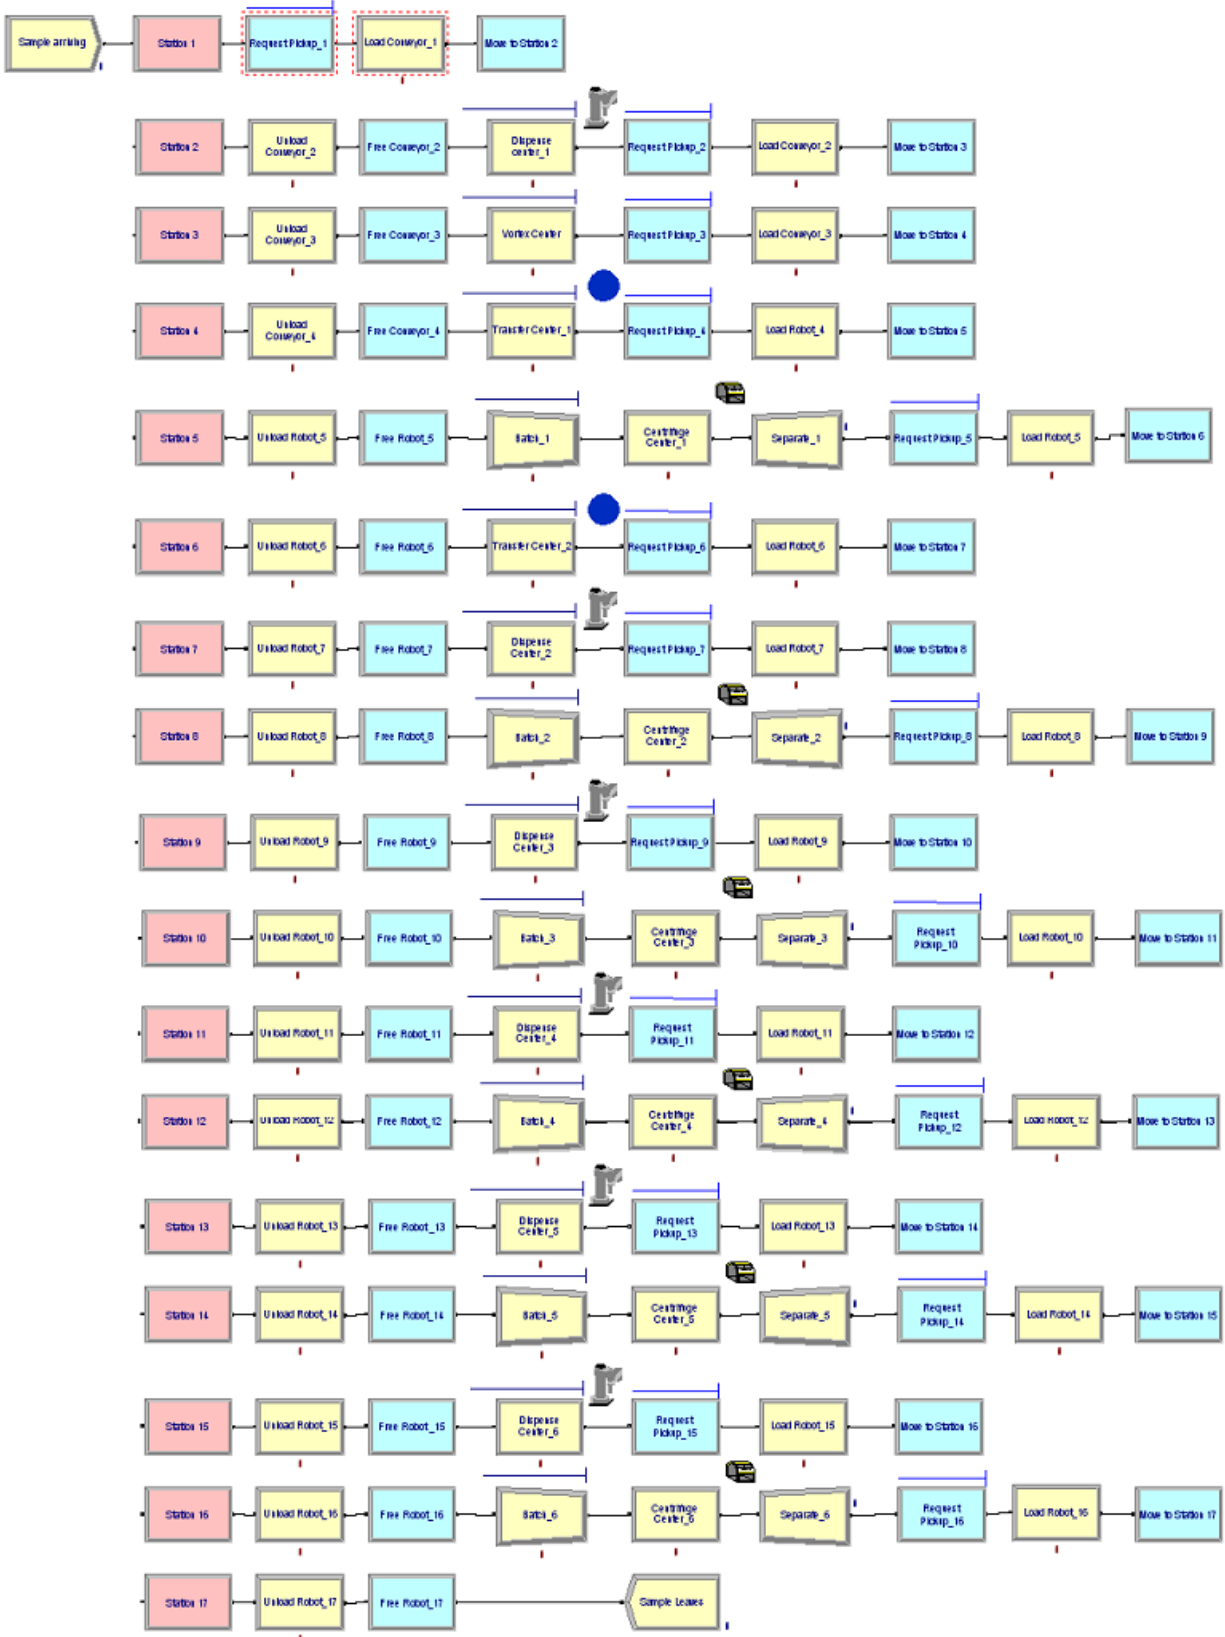 Sample arriving
Station 1
Request Pickup_1
Load Conveyor_1
Move to Station 2
Station 2
Unload
Conveyor_2
Free Conveyor_2
Dispense
center_1
Request Pickup_2
Load Conveyor_2
Move to Station 3
Station 3
Unload
Conveyor_3
Free Conveyor_3
Vortex Center
Request Pickup_3
Load Conveyor_3
Move to Station 4
Station 4
Unload
Conveyor_4
Free Conveyor_4
Transfer Center_1
Request Pickup_4
Load Robot_4
Move to Station 5
Station 5
Unload Robot_5
Free Robot_5
Batch_1
Centrifuge
Center_1
Separate_1
Request Pickup_5
Load Robot_5
Move to Station 6
Station 6
Unload Robot_6
Free Robot_6
Transfer Center_2
Request Pickup_6
Load Robot_6
Move to Station 7
Station 7
Unload Robot_7
Free Robot_7
Dispense
Center_2
Request Pickup_7
Load Robot_7
Move to Station 8
Station 8
Unload Robot_8
Free Robot_8
Batch_2
Centrifuge
Center_2
Separate_2
Request Pickup_8
Load Robot_8
Move to Station 9
Station 9
Unload Robot_9
Free Robot_9
Dispense
Center_3
Request Pickup_9
Load Robot_9
Move to Station 10
Station 10
Unload Robot_10
Free Robot_10
Batch_3
Centrifuge
Center_3
Separate_3
Request
Pickup_10
Load Robot_10
Move to Station 11
Station 11
Unload Robot_11
Free Robot_11
Dispense
Center_4
Request
Pickup_11
Load Robot_11
Move to Station 12
Station 12
Unload Robot_12
Free Robot_12
Batch_4
Centrifuge
Center_4
Separate_4
Request
Pickup_12
Load Robot_12
Move to Station 13
Station 13
Unload Robot_13
Free Robot_13
Dispense
Center_5
Request
Pickup_13
Load Robot_13
Move to Station 14
Station 14
Unload Robot_14
Free Robot_14
Batch_5
Centrifuge
Center_5
Separate_5
Request
Pickup_14
Load Robot_14
Move to Station 15
Station 15
Unload Robot_15
Free Robot_15
Dispense
Center_6
Request
Pickup_15
Load Robot_15
Move to Station 16
Station 16
Unload Robot_16
Free Robot_16
Batch_6
Centrifuge
Center_6
Separate_6
Request
Pickup_16
Load Robot_16
Move to Station 17
Station 17
Unload Robot_17
Free Robot_17
Sample Leaves